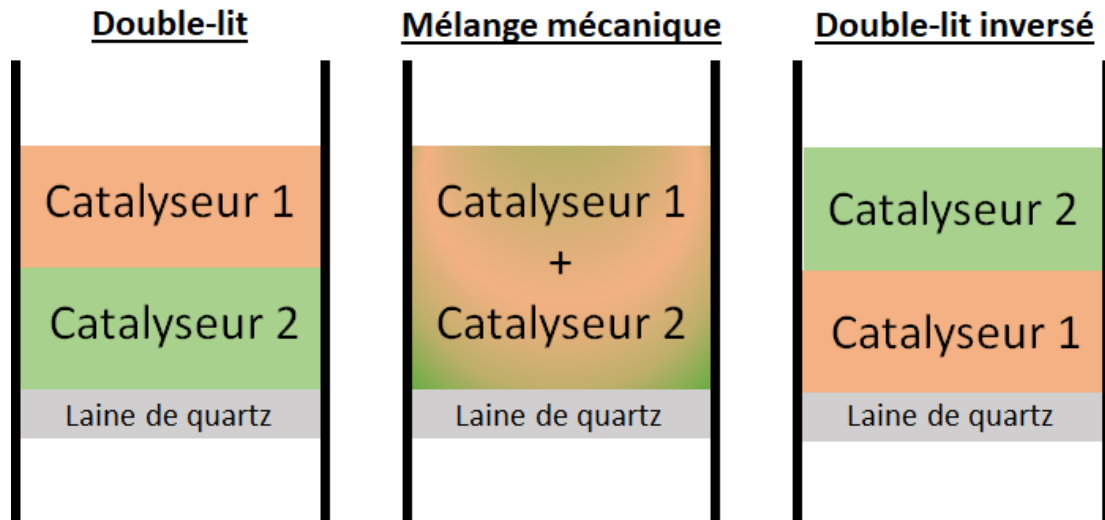 Double-lit
Catalyseur 1
Catalyseur 2
Laine de quartz
Mélange mécanique
Catalyseur 1
+
Catalyseur 2
Laine de quartz
Double-lit inversé
Catalyseur 2
Catalyseur 1
Laine de quartz